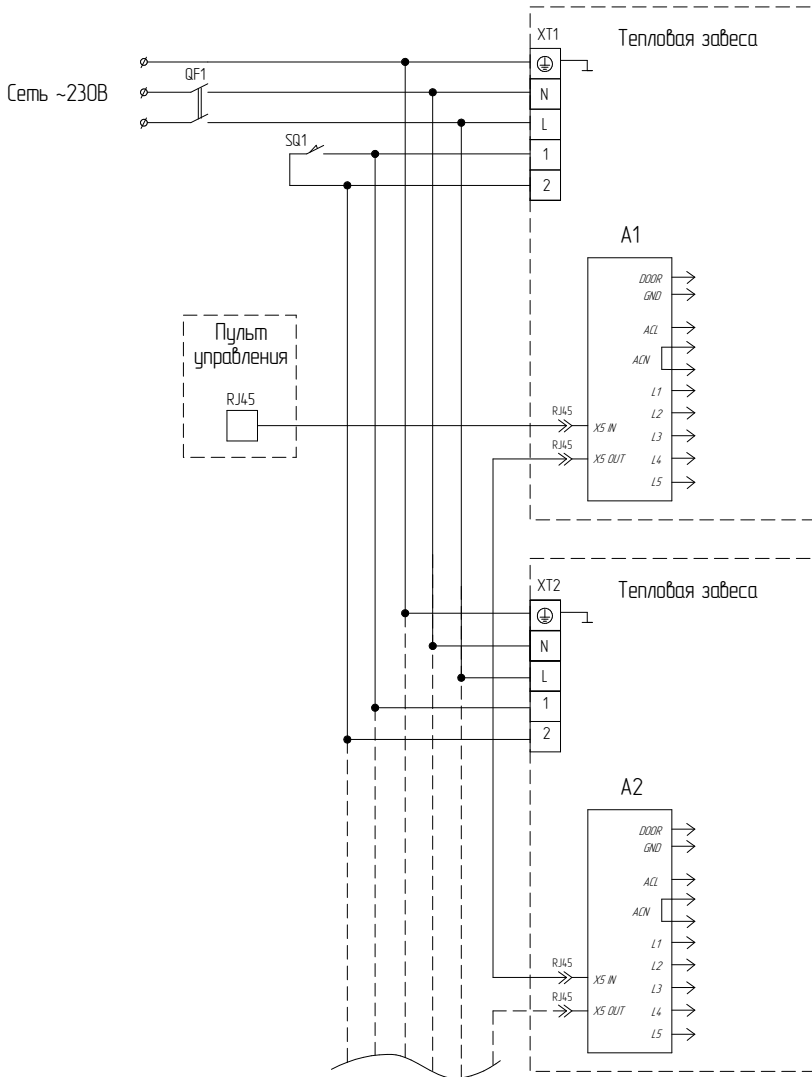 XT1
Тепловая завеса
Сеть ~230В
QF1
N
L
SQ1
1
2
A1
DOOR
GND
ACL
ACN
L1
L2
L3
L4
L5
Пульт
управления
RJ45
RJ45
X5 IN
RJ45
X5 OUT
XT2
Тепловая завеса
N
L
1
2
A2
DOOR
GND
ACL
ACN
L1
L2
L3
L4
L5
RJ45
X5 IN
RJ45
X5 OUT